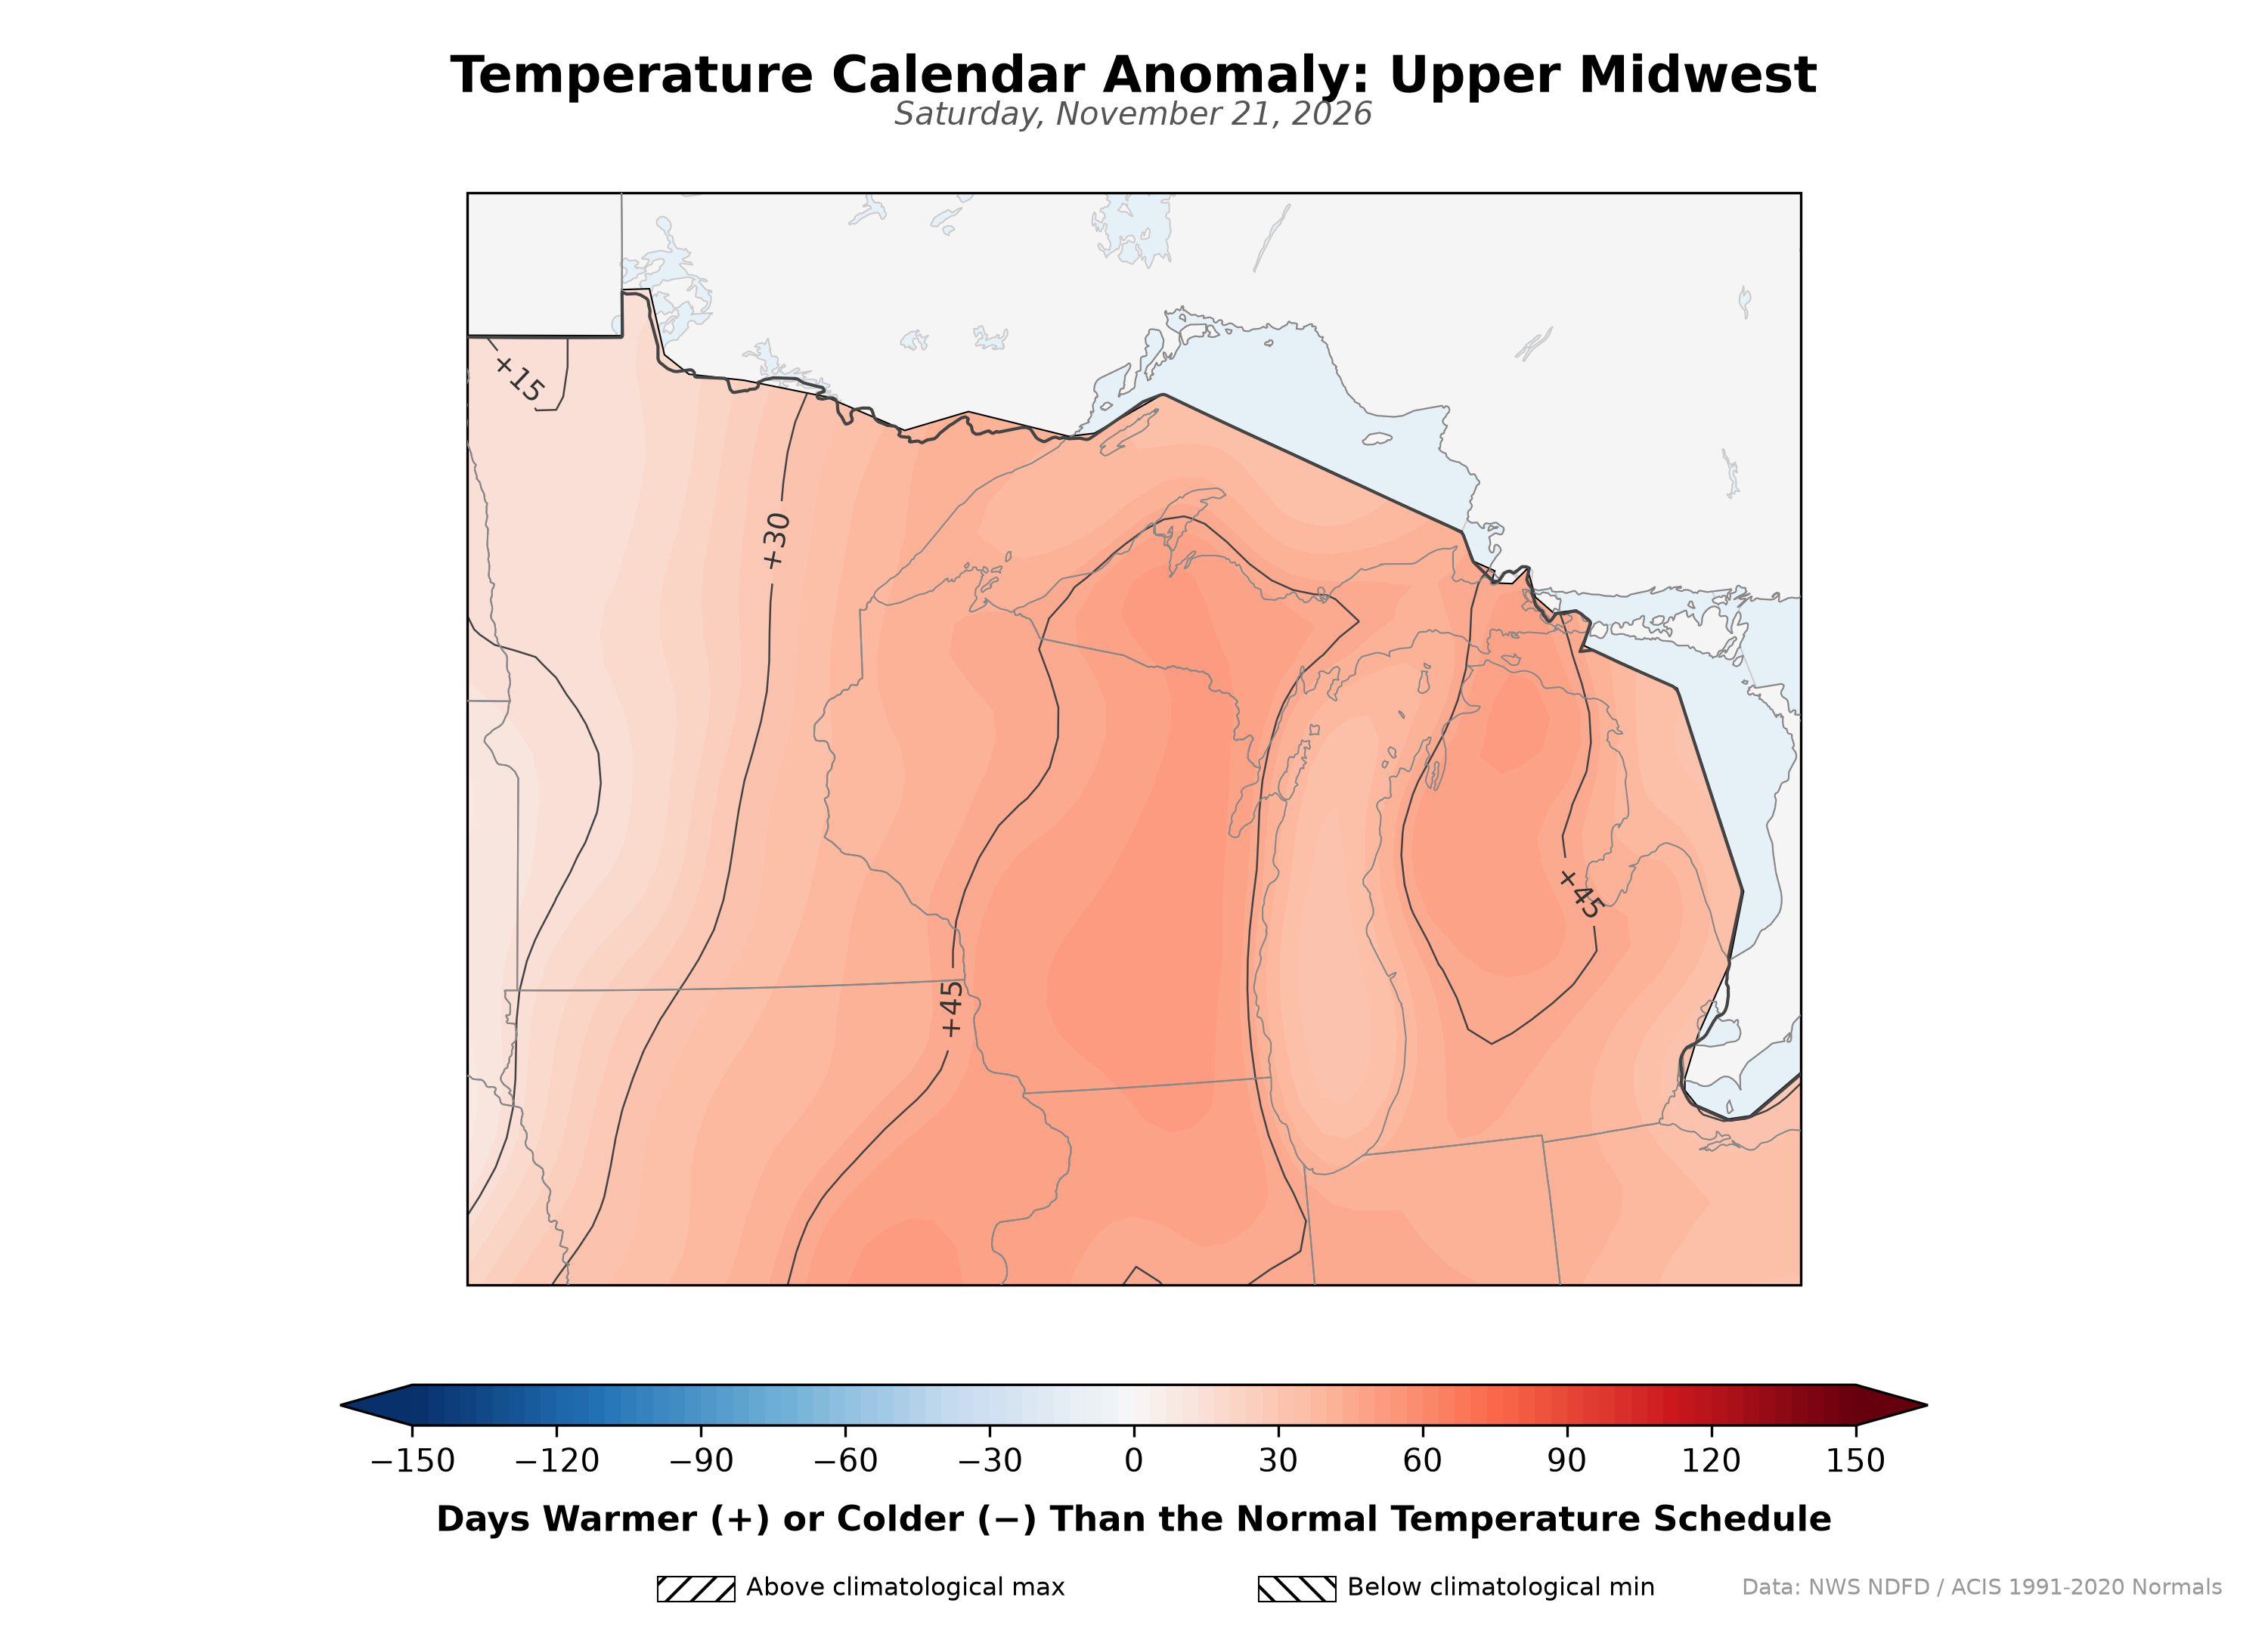 Temperature Calendar Anomaly: Upper Midwest
Saturday, November 21, 2026
+15
+30
+45
+45
−150 −120 −90 −60 −30 0 30 60 90 120 150
Days Warmer (+) or Colder (−) Than the Normal Temperature Schedule
Above climatological max Below climatological min Data: NWS NDFD / ACIS 1991-2020 Normals